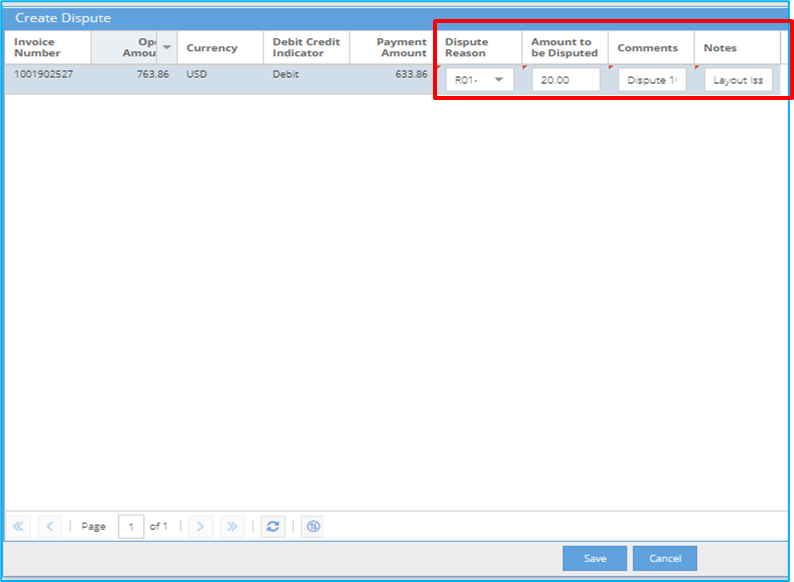 Create Dispute
Invoice Number
Amou
Currency
Debit Credit Indicator
Payment Amount
Dispute Reason
Amount to be Disputed
Comments
Notes
1001902527
763.86
USD
Debit
633.86
R01-
20.00
Dispute
Layout Iss
Page 1 of 1
Save
Cancel